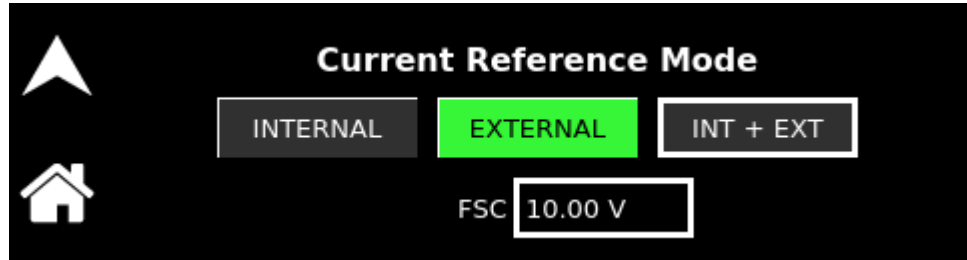 Current Reference Mode
INTERNAL EXTERNAL INT + EXT
FSC 10.00 V